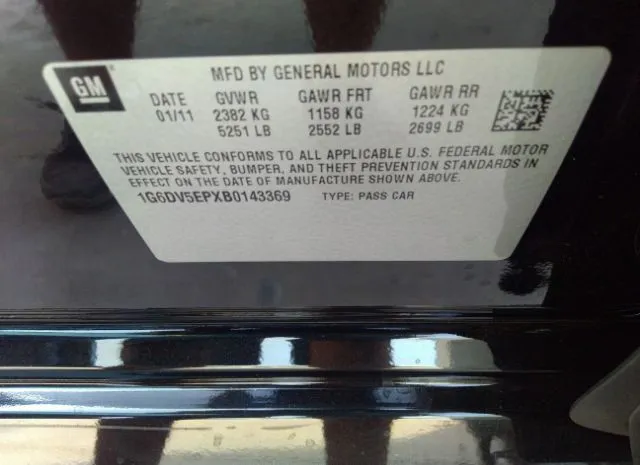 GM
MFD BY GENERAL MOTORS LLC
DATE GVWR GAWR FRT GAWR RR
01/11 2382 KG 1158 KG 1224 KG
5251 LB 2552 LB 2699 LB
THIS VEHICLE CONFORMS TO ALL APPLICABLE U.S. FEDERAL MOTOR
VEHICLE SAFETY, BUMPER, AND THEFT PREVENTION STANDARDS IN
EFFECT ON THE DATE OF MANUFACTURE SHOWN ABOVE.
1G6DV5EPXB0143369 TYPE: PASS CAR